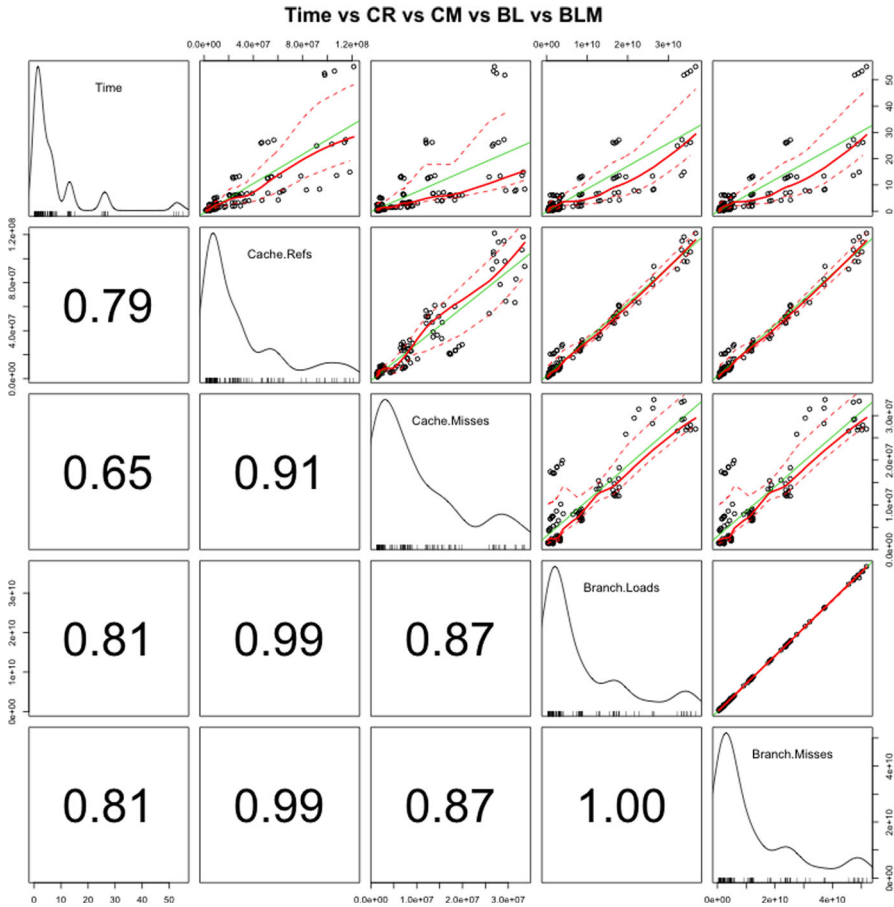 Time vs CR vs CM vs BL vs BLM
0.0e+00 4.0e+07 8.0e+07 1.2e+08
0e+00 1e+10 3e+10
Time
0 10 20 30 40 50
0.0e+00 4.0e+07 8.0e+07 1.2e+08
0.79
Cache.Refs
0.65
0.91
Cache.Misses
0.0e+00 1.0e+07 2.0e+07 3.0e+07
0e+00 1e+10 2e+10 3e+10
0.81
0.99
0.87
Branch.Loads
0.81
0.99
0.87
1.00
Branch.Misses
0e+00 2e+10 4e+10
0 10 20 30 40 50
0.0e+00 1.0e+07 2.0e+07 3.0e+07
0e+00 2e+10 4e+10